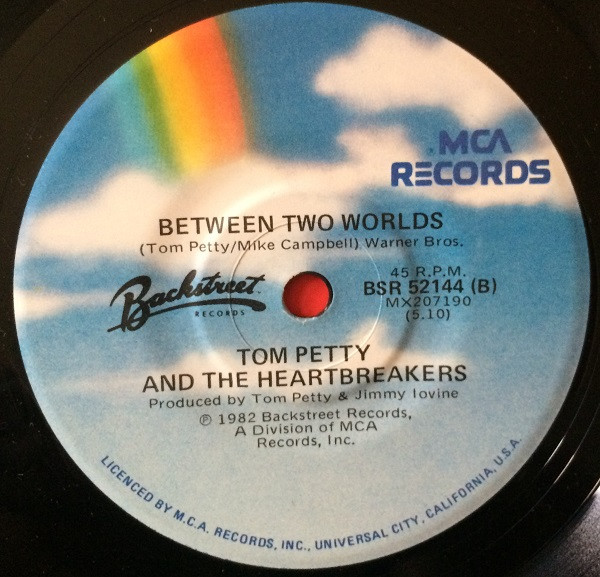 MCA
RECORDS
BETWEEN TWO WORLDS
(Tom Petty/Mike Campbell) Warner Bros.
Backstreet
RECORDS
45 R.P.M.
BSR 52144 (B)
MX207190
(5.10)
TOM PETTY
AND THE HEARTBREAKERS
Produced by Tom Petty & Jimmy Iovine
℗ 1982 Backstreet Records,
A Division of MCA
Records, Inc.
LICENCED BY M.C.A. RECORDS, INC., UNIVERSAL CITY, CALIFORNIA, U.S.A.